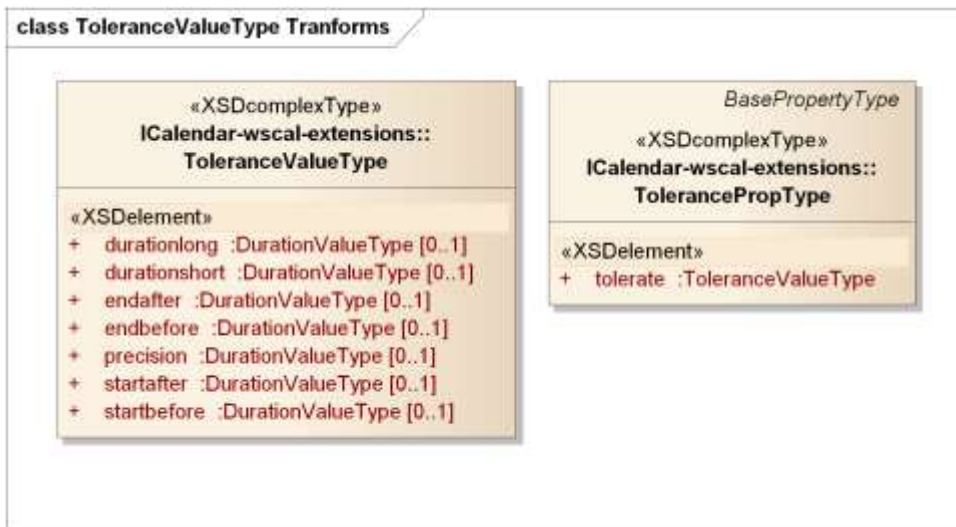 class ToleranceValueType Tranforms
«XSDcomplexType»
ICalendar-wscal-extensions::
ToleranceValueType
«XSDelement»
+ durationlong :DurationValueType [0..1]
+ durationshort :DurationValueType [0..1]
+ endafter :DurationValueType [0..1]
+ endbefore :DurationValueType [0..1]
+ precision :DurationValueType [0..1]
+ startafter :DurationValueType [0..1]
+ startbefore :DurationValueType [0..1]
BasePropertyType
«XSDcomplexType»
ICalendar-wscal-extensions::
TolerancePropType
«XSDelement»
+ tolerate :ToleranceValueType